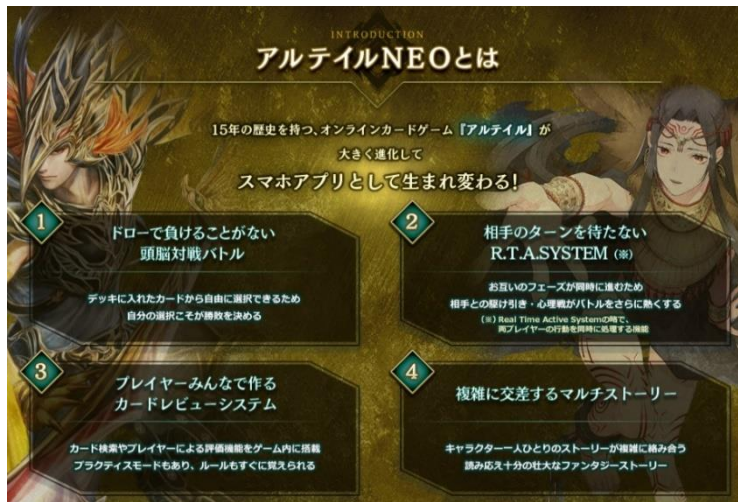 INTRODUCTION
アルテイルNEOとは
15年の歴史を持つ、オンラインカードゲーム『アルテイル』が
大きく進化して
スマホアプリとして生まれ変わる!
1
ドローで負けることがない
頭脳対戦バトル
デッキに入れたカードから自由に選択できるため
自分の選択こそが勝敗を決める
2
相手のターンを待たない
R.T.A.SYSTEM (※)
お互いのフェーズが同時に進むため
相手との駆け引き・心理戦がバトルをさらに熱くする
(※) Real Time Active Systemの略で、
両プレイヤーの行動を同時に処理する機能
3
プレイヤーみんなで作る
カードレビューシステム
カード検索やプレイヤーによる評価機能をゲーム内に搭載
プラクティスモードもあり、ルールもすぐに覚えられる
4
複雑に交差するマルチストーリー
キャラクター一人ひとりのストーリーが複雑に絡み合う
読み応え十分の壮大なファンタジーストーリー